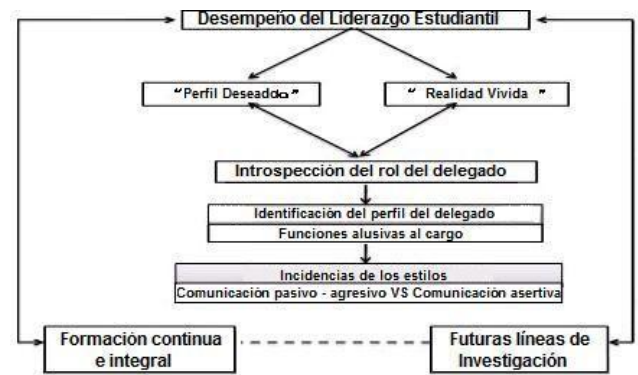 Desempeño del Liderazgo Estudiantil
“Perfil Deseado”
“ Realidad Vivida ”
Introspección del rol del delegado
Identificación del perfil del delegado
Funciones alusivas al cargo
Incidencias de los estilos
Comunicación pasivo - agresivo VS Comunicación asertiva
Formación continua
e integral
Futuras líneas de
Investigación